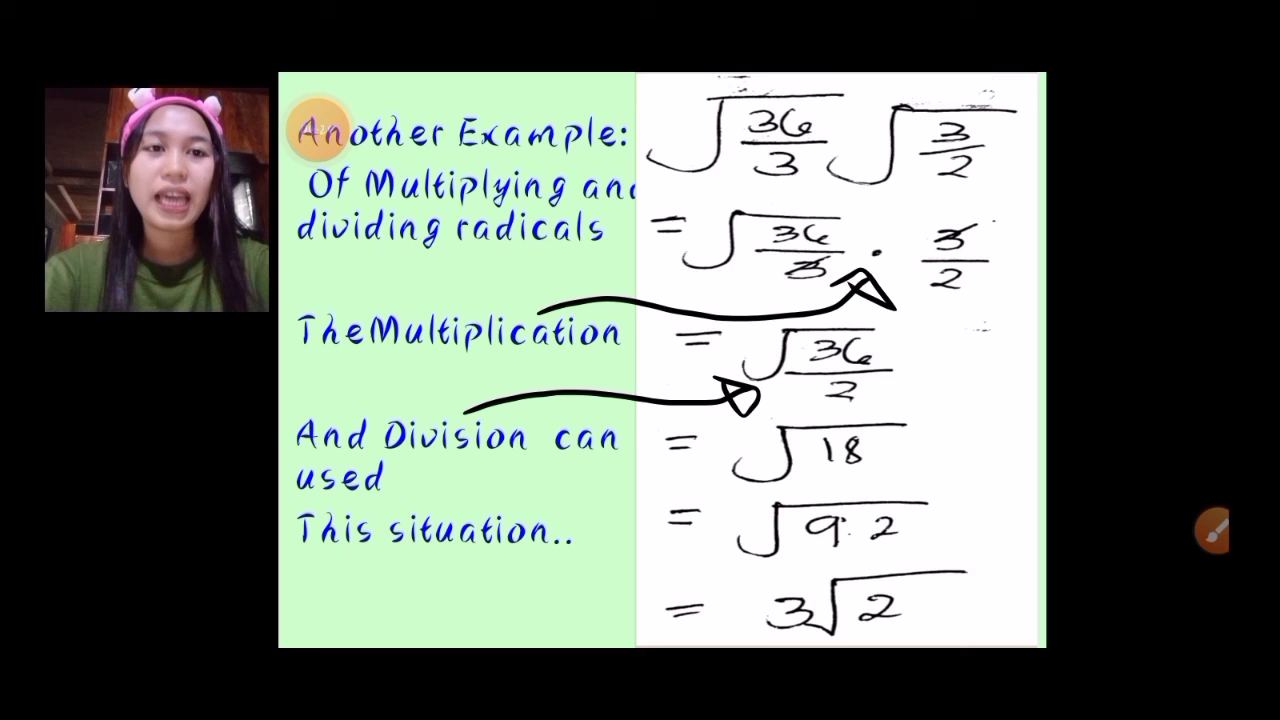 Another Example:
Of Multiplying and
dividing radicals
TheMultiplication
And Division can
used
This situation..
√(36/3) √(3/2)
= √(36/3 · 3/2)
= √(36/2)
= √18
= √(9·2)
= 3√2